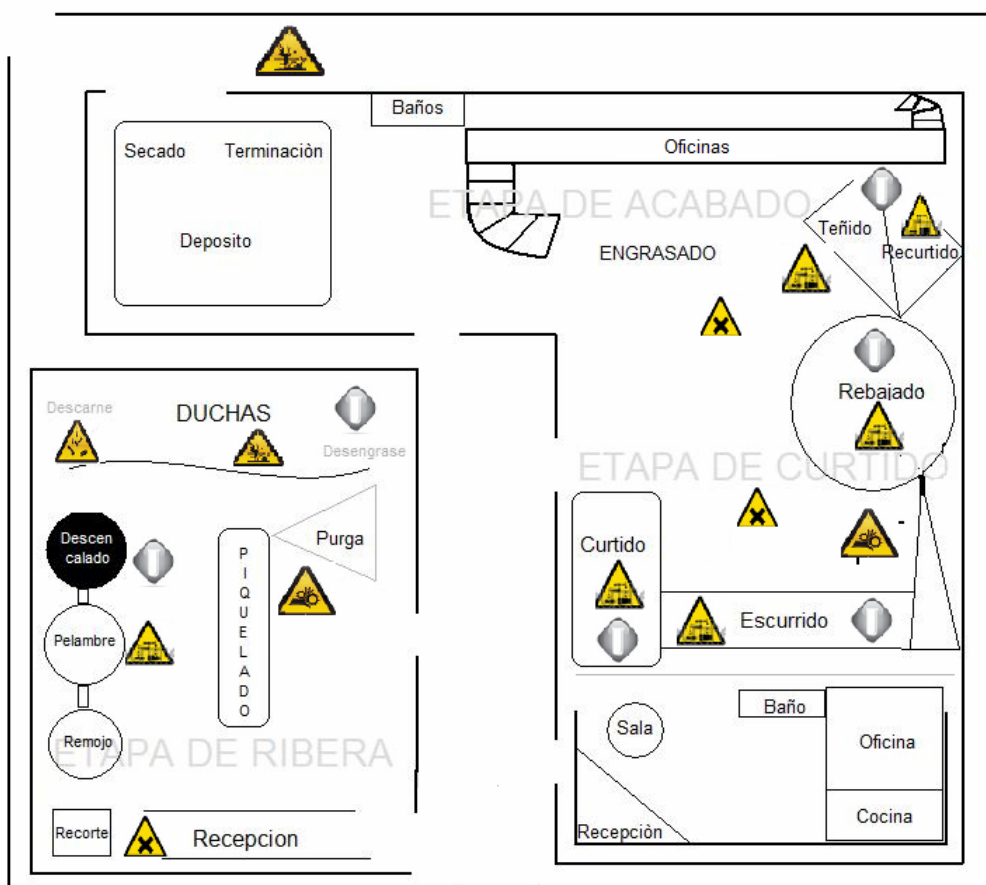 Baños
Oficinas
Secado
Terminaciòn
Deposito
ETAPA DE ACABADO
Teñido
Recurtido
ENGRASADO
Rebajado
Descarne
DUCHAS
Desengrase
ETAPA DE CURTIDO
Descen
calado
PIQUELADO
Purga
Curtido
Pelambre
Escurrido
Remojo
ETAPA DE RIBERA
Sala
Baño
Oficina
Recorte
Recepcion
Recepciòn
Cocina